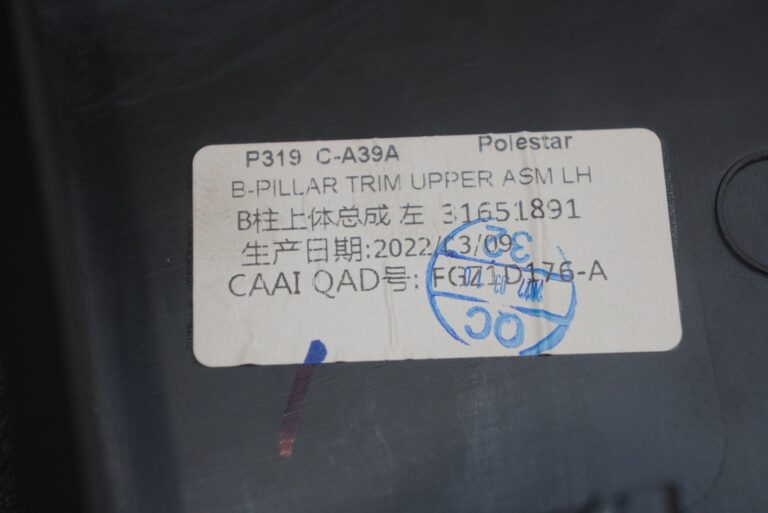 P319 C-A39A Polestar
B-PILLAR TRIM UPPER ASM LH
B柱上体总成 左 31651891
生产日期:2022/03/09
CAAI QAD号:
32
QC